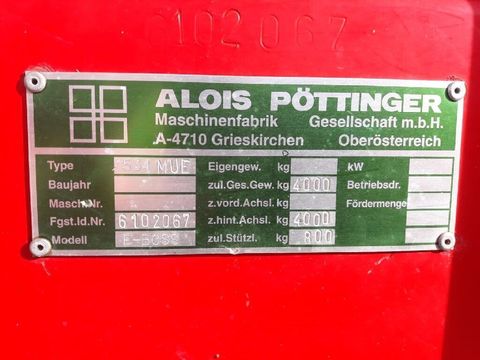 6102067
ALOIS PÖTTINGER
Maschinenfabrik Gesellschaft m.b.H.
A-4710 Grieskirchen Oberösterreich
Type MUE Eigengew. kg kW
Baujahr zul.Ges.Gew. kg 4000 Betriebsdr.
Masch.Nr. z.vord.Achsl. kg Fördermenge
Fgst.Id.Nr. 6102067 z.hint.Achsl. kg 4000
Modell zul.Stützl. kg 800